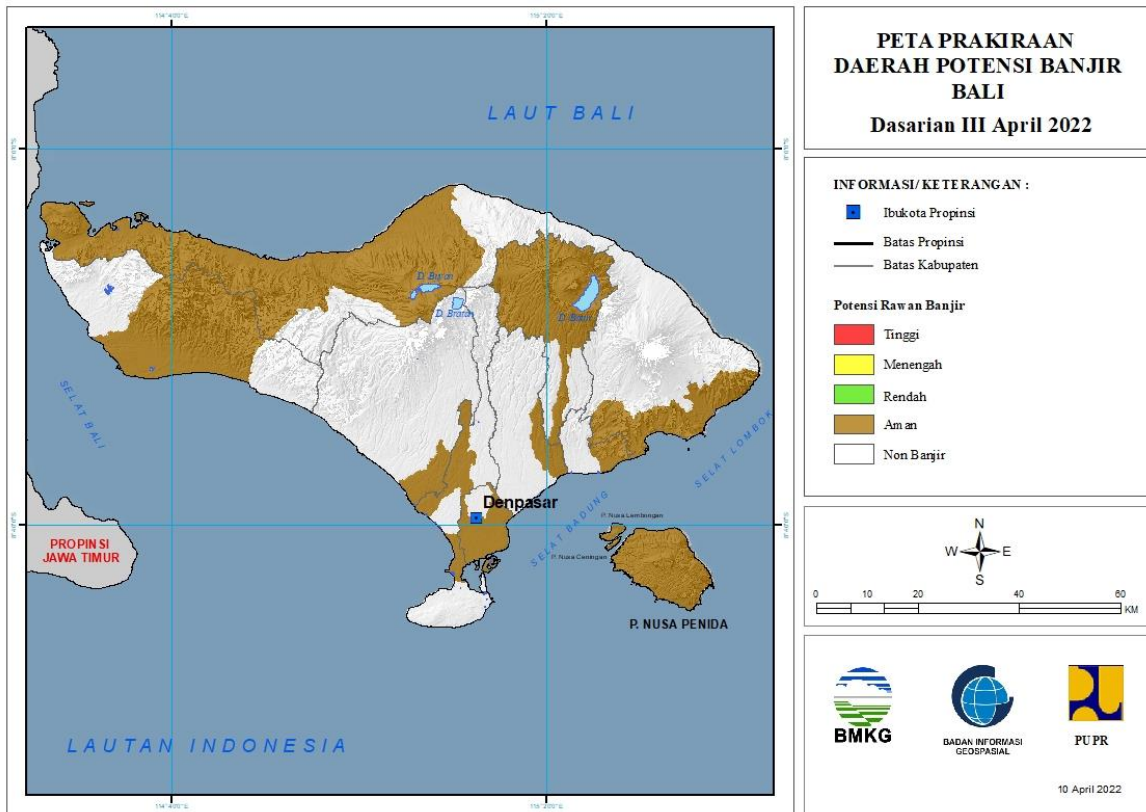 PETA PRAKIRAAN
DAERAH POTENSI BANJIR
BALI
Dasarian III April 2022
INFORMASI/ KETERANGAN :
Ibukota Propinsi
Batas Propinsi
Batas Kabupaten
Potensi Rawan Banjir
Tinggi
Menengah
Rendah
Aman
Non Banjir
N
W E
S
0 10 20 40 60
KM
BMKG
BADAN INFORMASI
GEOSPASIAL
PUPR
10 April 2022
LAUT BALI
D. Bratan
SELAT BALI
SELAT LOMBOK
Denpasar
SELAT BADUNG
P. Nusa Lembongan
P. Nusa Ceningan
PROPINSI
JAWA TIMUR
P. NUSA PENIDA
LAUTAN INDONESIA